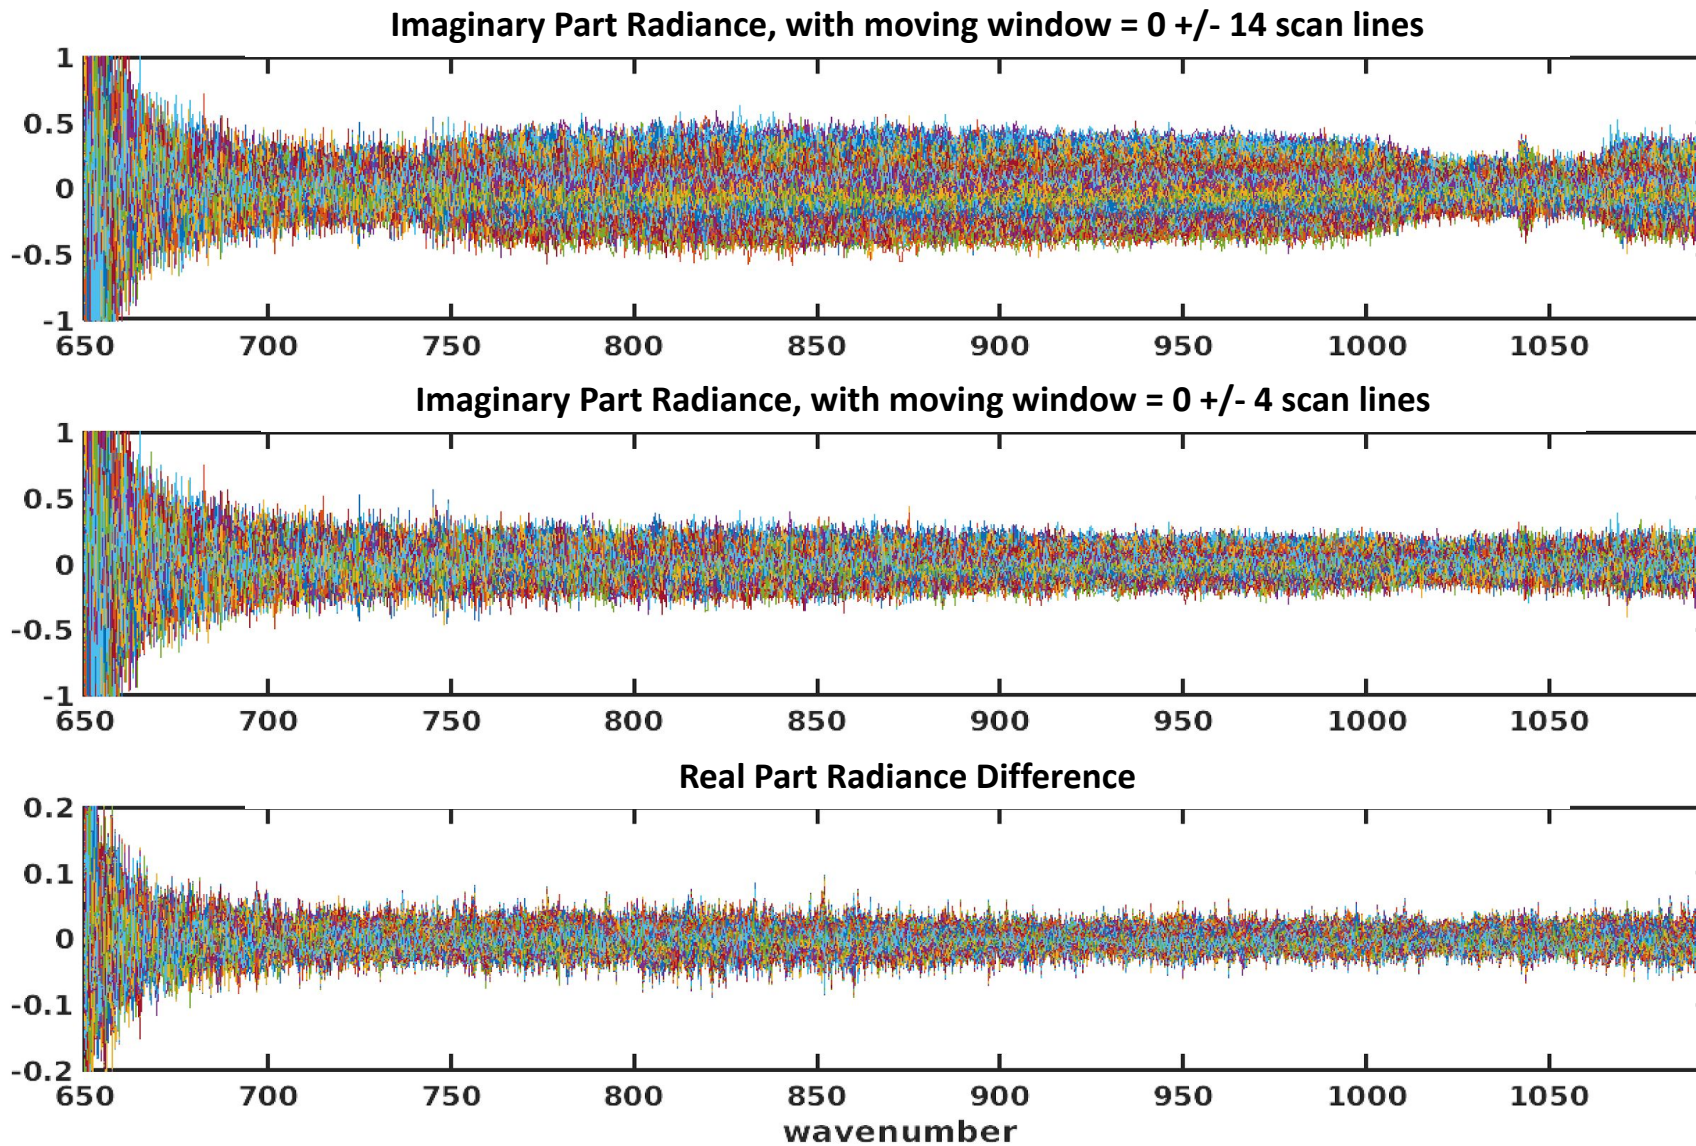 Imaginary Part Radiance, with moving window = 0 +/- 14 scan lines
1
0.5
0
-0.5
-1
650 700 750 800 850 900 950 1000 1050
Imaginary Part Radiance, with moving window = 0 +/- 4 scan lines
1
0.5
0
-0.5
-1
650 700 750 800 850 900 950 1000 1050
Real Part Radiance Difference
0.2
0.1
0
-0.1
-0.2
650 700 750 800 850 900 950 1000 1050
wavenumber